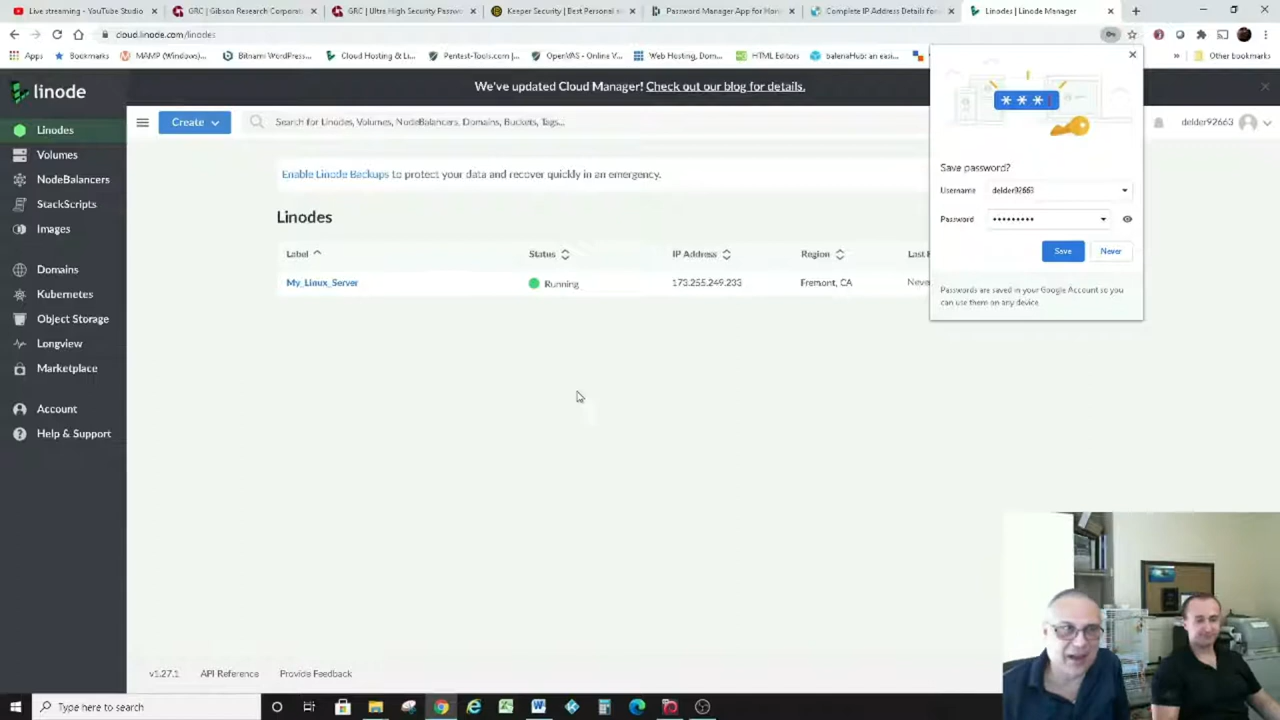 Live streaming - YouTube Studio
GRC | Gibson Research Corporati
GRC | Ultra High Security Passwo
Keeper Security | Best Personal
Password Manager App for Hom
Complete IP Address Details fo
Linodes | Linode Manager
cloud.linode.com/linodes
Apps
Bookmarks
MAMP (Windows)...
Bitnami WordPress...
Cloud Hosting & Li...
Pentest-Tools.com |...
OpenVAS - Online V...
Web Hosting, Dom...
HTML Editors
balenaHub: an easi...
Other bookmarks
linode
We've updated Cloud Manager! Check out our blog for details.
Create
Search for Linodes, Volumes, NodeBalancers, Domains, Buckets, Tags...
delder92663
Linodes
Volumes
NodeBalancers
StackScripts
Images
Domains
Kubernetes
Object Storage
Longview
Marketplace
Account
Help & Support
Enable Linode Backups to protect your data and recover quickly in an emergency.
Linodes
Label Status IP Address Region Last
My_Linux_Server Running 173.255.249.233 Fremont, CA Neve
Save password?
Username delder92663
Password •••••••••
Save Never
Passwords are saved in your Google Account so you
can use them on any device
v1.27.1 API Reference Provide Feedback
Type here to search